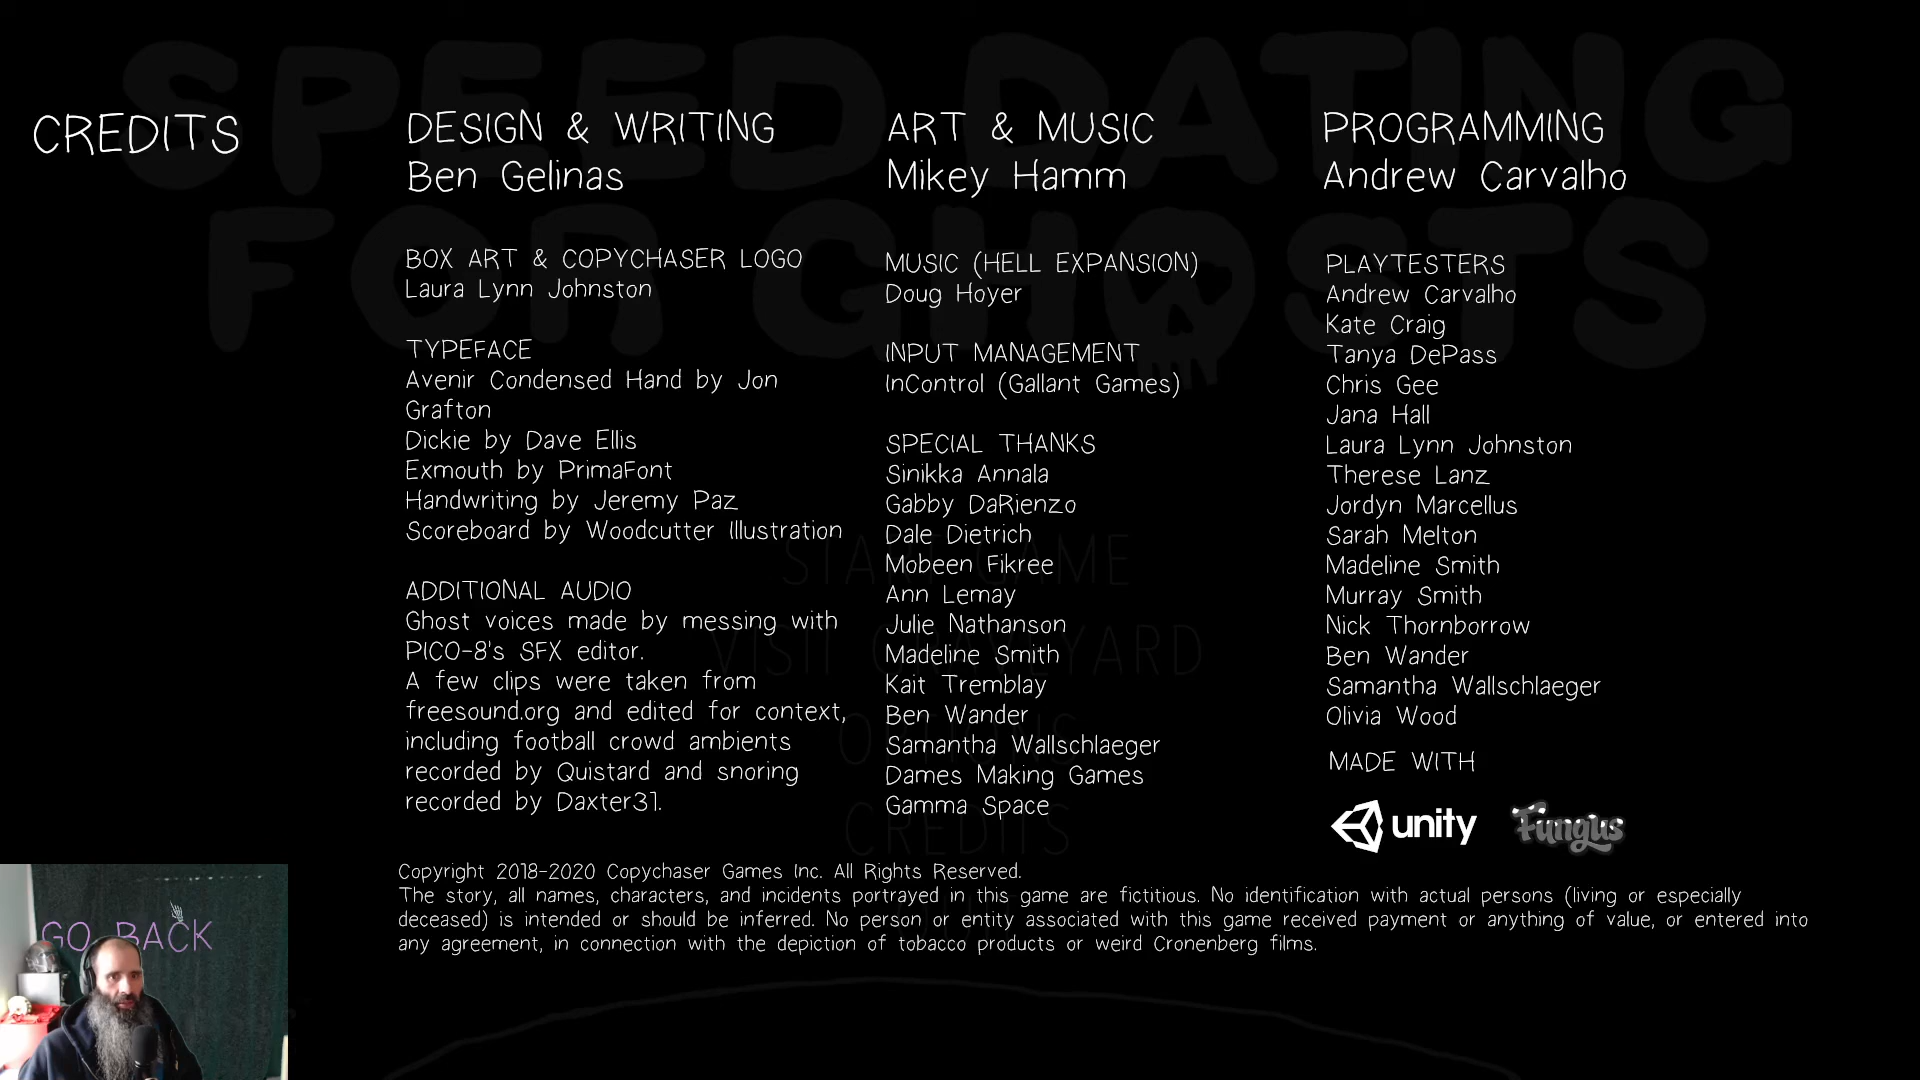 SPEED DATING
FOR GHOSTS
CREDITS
DESIGN & WRITING
Ben Gelinas
BOX ART & COPYCHASER LOGO
Laura Lynn Johnston
TYPEFACE
Avenir Condensed Hand by Jon
Grafton
Dickie by Dave Ellis
Exmouth by PrimaFont
Handwriting by Jeremy Paz
Scoreboard by Woodcutter Illustration
ADDITIONAL AUDIO
Ghost voices made by messing with
PICO-8's SFX editor.
A few clips were taken from
freesound.org and edited for context,
including football crowd ambients
recorded by Quistard and snoring
recorded by Daxter31.
ART & MUSIC
Mikey Hamm
MUSIC (HELL EXPANSION)
Doug Hoyer
INPUT MANAGEMENT
InControl (Gallant Games)
SPECIAL THANKS
Sinikka Annala
Gabby DaRienzo
Dale Dietrich
Mobeen Fikree
Ann Lemay
Julie Nathanson
Madeline Smith
Kait Tremblay
Ben Wander
Samantha Wallschlaeger
Dames Making Games
Gamma Space
PROGRAMMING
Andrew Carvalho
PLAYTESTERS
Andrew Carvalho
Kate Craig
Tanya DePass
Chris Gee
Jana Hall
Laura Lynn Johnston
Therese Lanz
Jordyn Marcellus
Sarah Melton
Madeline Smith
Murray Smith
Nick Thornborrow
Ben Wander
Samantha Wallschlaeger
Olivia Wood
MADE WITH
unity Fungus
START GAME
VISIT GRAVEYARD
OPTIONS
CREDITS
Copyright 2018-2020 Copychaser Games Inc. All Rights Reserved.
The story, all names, characters, and incidents portrayed in this game are fictitious. No identification with actual persons (living or especially
deceased) is intended or should be inferred. No person or entity associated with this game received payment or anything of value, or entered into
any agreement, in connection with the depiction of tobacco products or weird Cronenberg films.
GO BACK